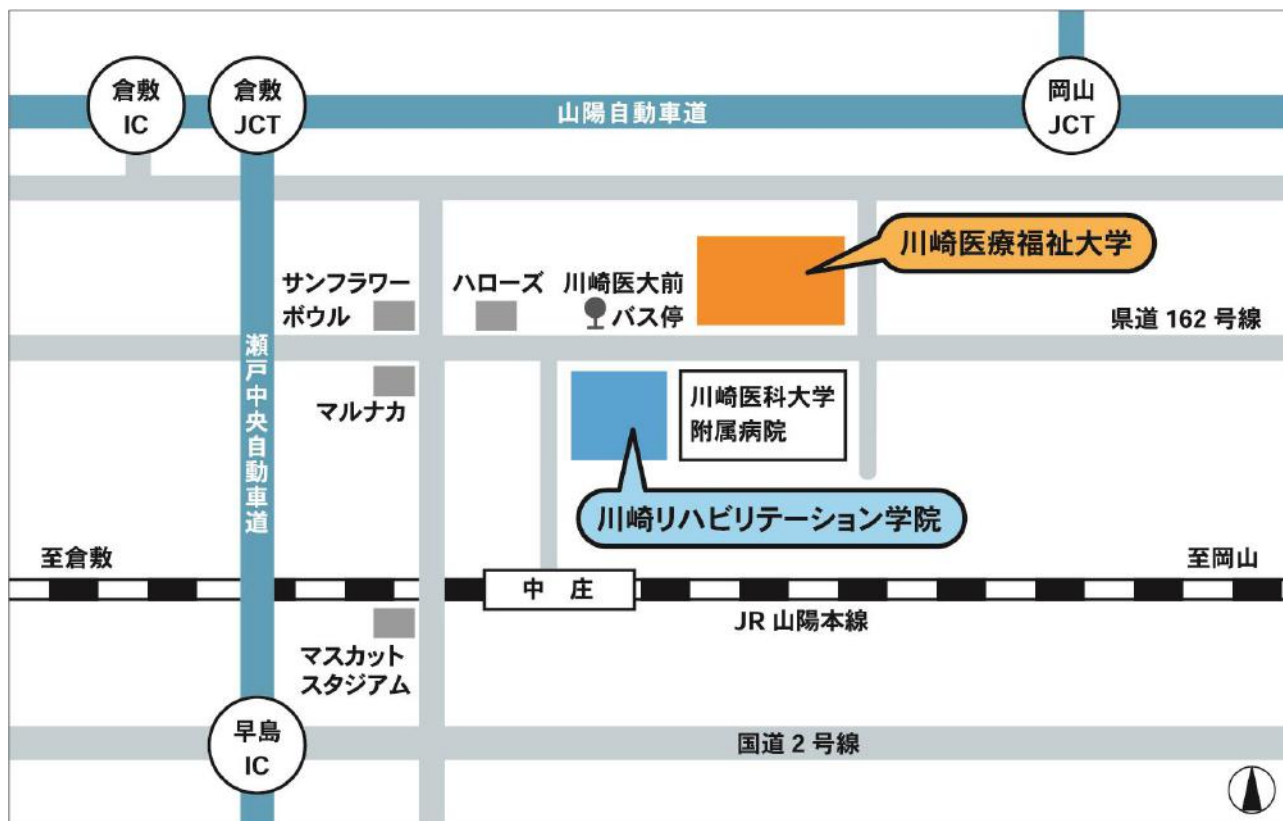 倉敷
IC
倉敷
JCT
山陽自動車道
岡山
JCT
川崎医療福祉大学
サンフラワー
ボウル
ハローズ
川崎医大前
バス停
県道 162 号線
瀬戸中央自動車道
マルナカ
川崎医科大学
附属病院
川崎リハビリテーション学院
至倉敷
至岡山
中 庄
JR 山陽本線
マスカット
スタジアム
早島
IC
国道 2 号線